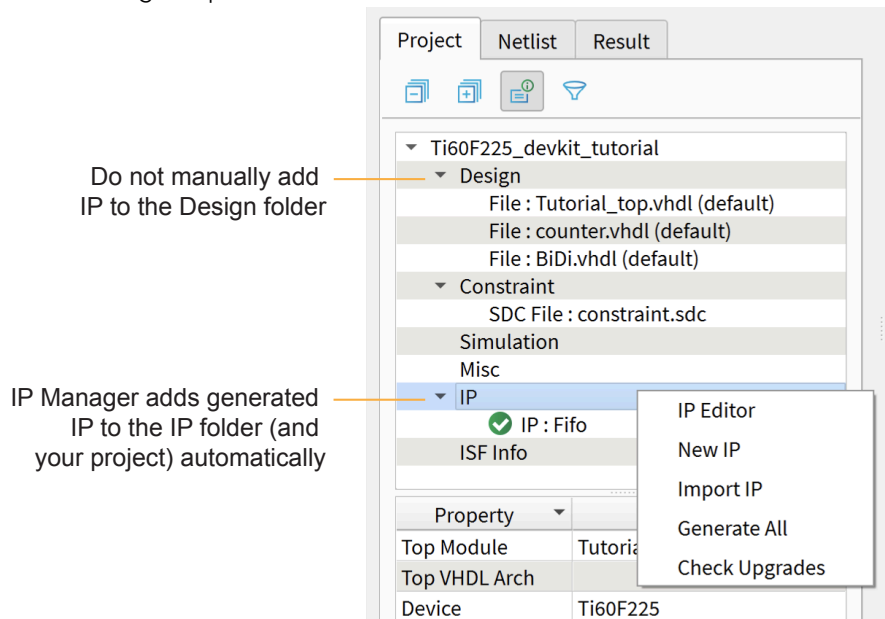 Project Netlist Result
Ti60F225_devkit_tutorial
Design
File : Tutorial_top.vhdl (default)
File : counter.vhdl (default)
File : BiDi.vhdl (default)
Constraint
SDC File : constraint.sdc
Simulation
Misc
IP
IP : Fifo
ISF Info
Do not manually add
IP to the Design folder
IP Manager adds generated
IP to the IP folder (and
your project) automatically
IP Editor
New IP
Import IP
Generate All
Check Upgrades
Property
Top Module
Top VHDL Arch
Device Ti60F225